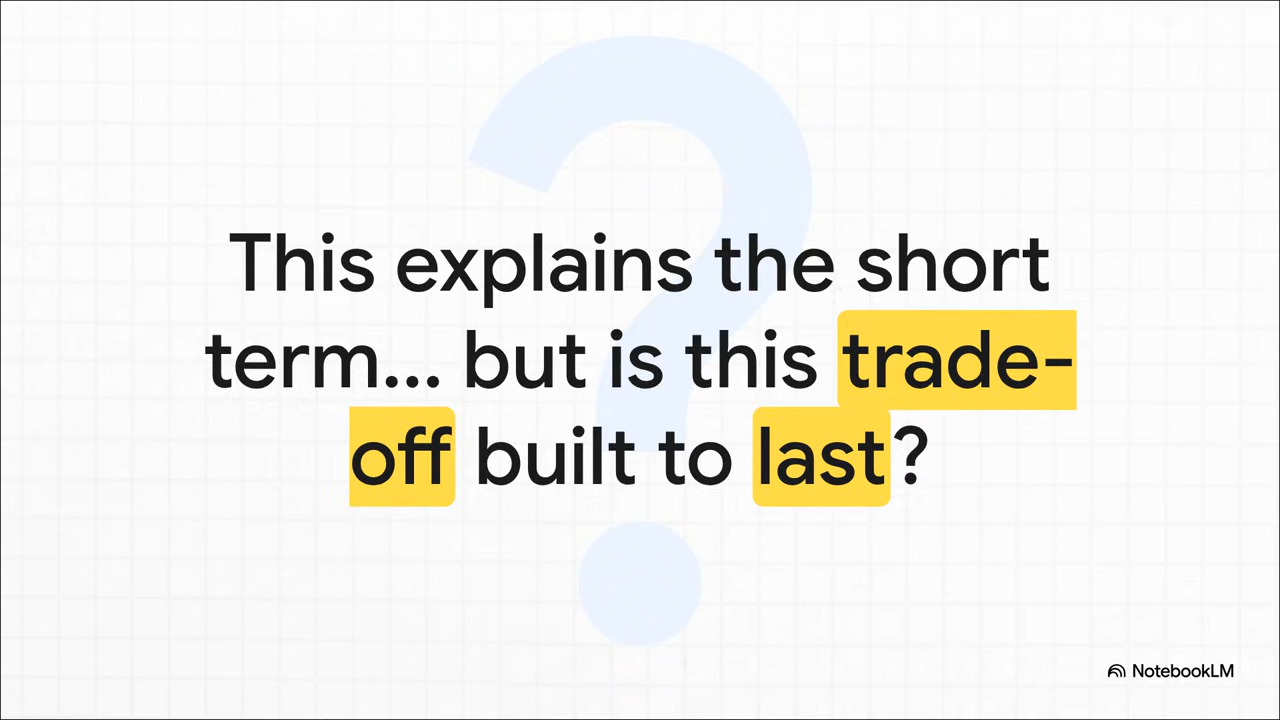 This explains the short
term... but is this trade-
off built to last?
NotebookLM